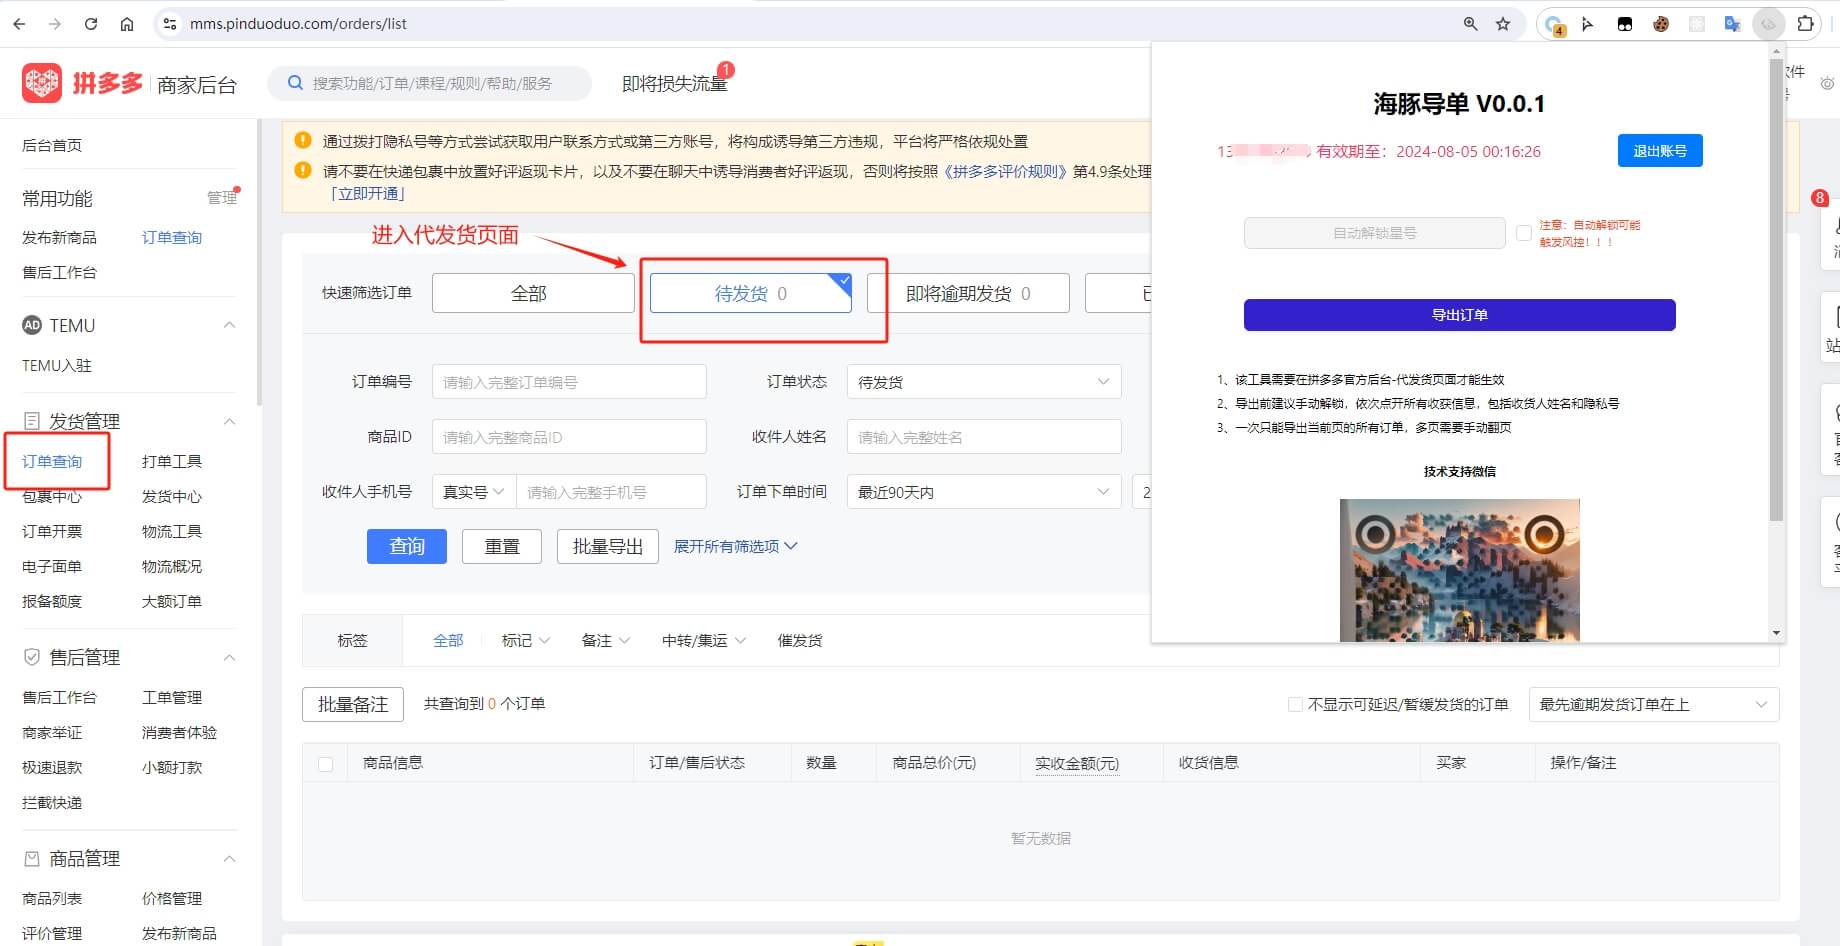 mms.pinduoduo.com/orders/list
4
拼多多
商家后台
搜索功能/订单/课程/规则/帮助/服务
即将损失流量
1
后台首页
常用功能
管理
发布新商品
订单查询
售后工作台
AD TEMU
TEMU入驻
发货管理
订单查询
打单工具
包裹中心
发货中心
订单开票
物流工具
电子面单
物流概况
报备额度
大额订单
售后管理
售后工作台
工单管理
商家举证
消费者体验
极速退款
小额打款
拦截快递
商品管理
商品列表
价格管理
评价管理
发布新商品
通过拨打隐私号等方式尝试获取用户联系方式或第三方账号，将构成诱导第三方违规，平台将严格依规处置
请不要在快递包裹中放置好评返现卡片，以及不要在聊天中诱导消费者好评返现，否则将按照《拼多多评价规则》第4.9条处理
「立即开通」
进入代发货页面
快速筛选订单
全部
待发货 0
即将逾期发货 0
订单编号
请输入完整订单编号
订单状态
待发货
商品ID
请输入完整商品ID
收件人姓名
请输入完整姓名
收件人手机号
真实号
请输入完整手机号
订单下单时间
最近90天内
2
查询
重置
批量导出
展开所有筛选项
标签
全部
标记
备注
中转/集运
催发货
批量备注
共查询到 0 个订单
不显示可延迟/暂缓发货的订单
最先逾期发货订单在上
商品信息
订单/售后状态
数量
商品总价(元)
实收金额(元)
收货信息
买家
操作/备注
暂无数据
海豚导单 V0.0.1
有效期至：2024-08-05 00:16:26
退出账号
自动解锁星号
注意：自动解锁可能
触发风控！！！
导出订单
1、该工具需要在拼多多官方后台-代发货页面才能生效
2、导出前建议手动解锁，依次点开所有收获信息，包括收货人姓名和隐私号
3、一次只能导出当前页的所有订单，多页需要手动翻页
技术支持微信
8